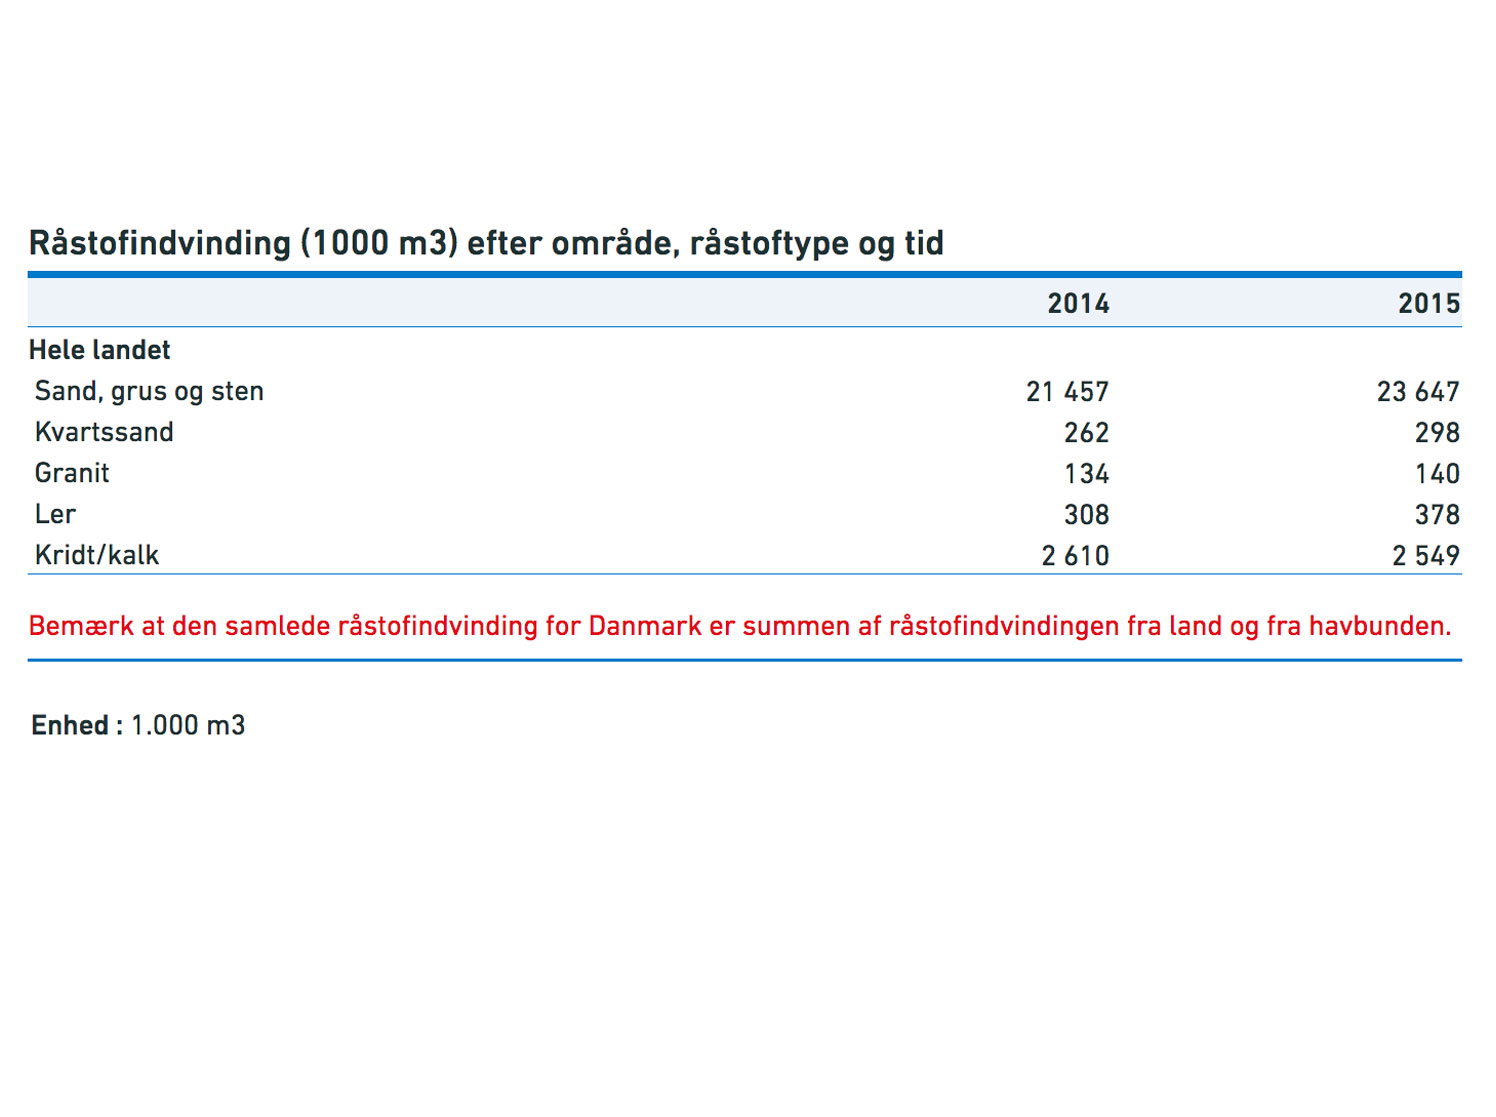 Råstofindvinding (1000 m3) efter område, råstoftype og tid
2014 2015
Hele landet
Sand, grus og sten 21 457 23 647
Kvartssand 262 298
Granit 134 140
Ler 308 378
Kridt/kalk 2 610 2 549
Bemærk at den samlede råstofindvinding for Danmark er summen af råstofindvindingen fra land og fra havbunden.
Enhed : 1.000 m3